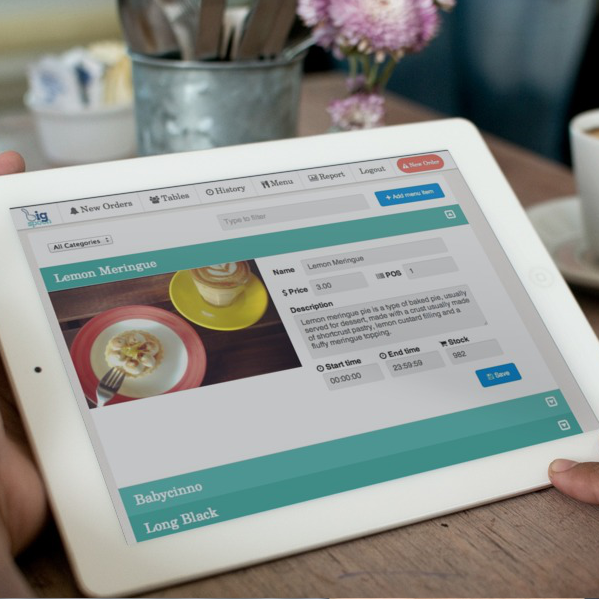 Big
New Orders
Tables
History
Menu
Report
Logout
New Order
All Categories
Type to filter
+ Add menu item
Lemon Meringue
Name Lemon Meringue
$ Price 3.00
POS 1
Description
Lemon meringue pie is a type of baked pie, usually
served for dessert, made with a crust usually made
of shortcrust pastry, lemon custard filling and a
fluffy meringue topping.
Start time
End time
Stock
00:00:00
23:59:59
982
Save
Babycinno
Long Black